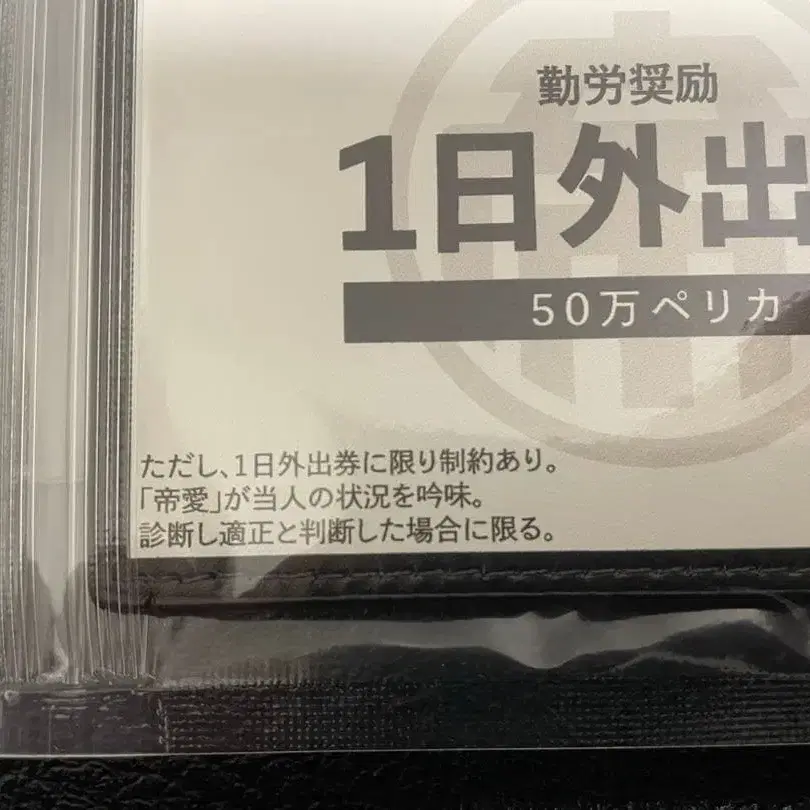 勤労奨励
1日外出
50万ペリカ
ただし、1日外出券に限り制約あり。
「帝愛」が当人の状況を吟味。
診断し適正と判断した場合に限る。